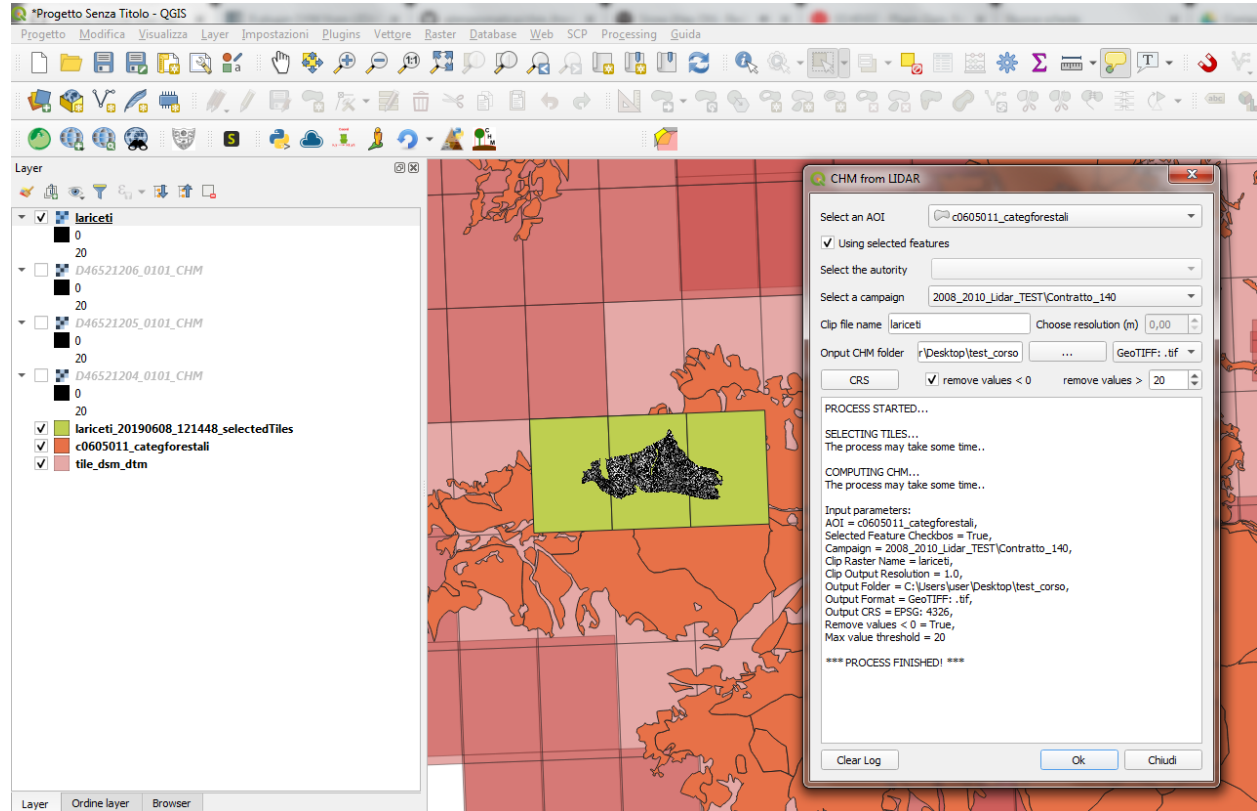 *Progetto Senza Titolo - QGIS
Progetto Modifica Visualizza Layer Impostazioni Plugins Vettore Raster Database Web SCP Processing Guida
Layer
lariceti
0
20
D46521206_0101_CHM
0
20
D46521205_0101_CHM
0
20
D46521204_0101_CHM
0
20
lariceti_20190608_121448_selectedTiles
c0605011_categforestali
tile_dsm_dtm
Layer Ordine layer Browser
CHM from LIDAR
Select an AOI c0605011_categforestali
Using selected features
Select the autority
Select a campaign 2008_2010_Lidar_TEST\Contratto_140
Clip file name lariceti Choose resolution (m) 0,00
Onput CHM folder r\Desktop\test_corso ... GeoTIFF: .tif
CRS remove values < 0 remove values > 20
PROCESS STARTED...
SELECTING TILES...
The process may take some time..
COMPUTING CHM...
The process may take some time..
Input parameters:
AOI = c0605011_categforestali,
Selected Feature Checkbos = True,
Campaign = 2008_2010_Lidar_TEST\Contratto_140,
Clip Raster Name = lariceti,
Clip Output Resolution = 1.0,
Output Folder = C:\Users\user\Desktop\test_corso,
Output Format = GeoTIFF: .tif,
Output CRS = EPSG: 4326,
Remove values < 0 = True,
Max value threshold = 20
*** PROCESS FINISHED! ***
Clear Log Ok Chiudi